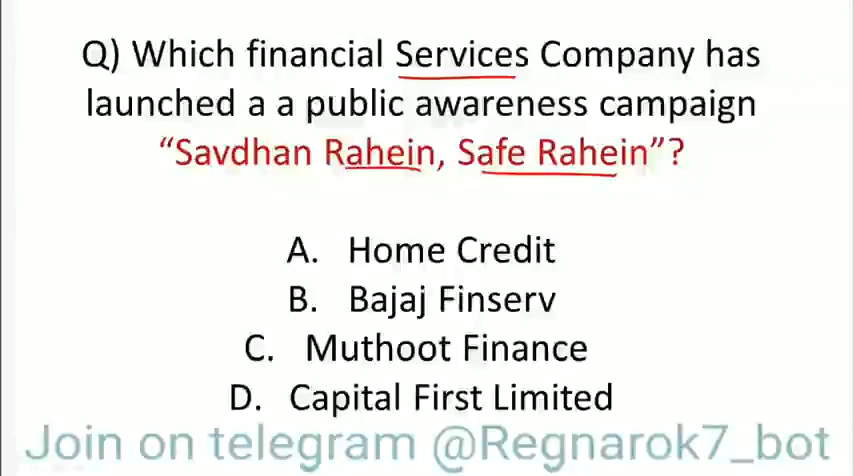 Q) Which financial Services Company has
launched a a public awareness campaign
“Savdhan Rahein, Safe Rahein”?
A. Home Credit
B. Bajaj Finserv
C. Muthoot Finance
D. Capital First Limited
Join on telegram @Regnarok7_bot